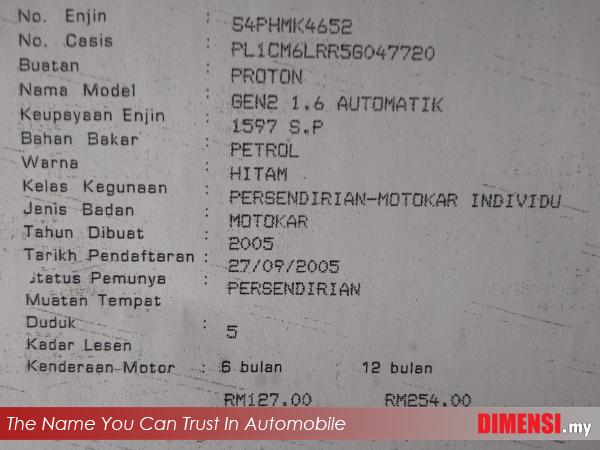 No. Enjin : S4PHMK4652
No. Casis : PL1CM6LRR5G047720
Buatan : PROTON
Nama Model : GEN2 1.6 AUTOMATIK
Keupayaan Enjin : 1597 S.P
Bahan Bakar : PETROL
Warna : HITAM
Kelas Kegunaan : PERSENDIRIAN-MOTOKAR INDIVIDU
Jenis Badan : MOTOKAR
Tahun Dibuat : 2005
Tarikh Pendaftaran : 27/09/2005
Status Pemunya : PERSENDIRIAN
Muatan Tempat
Duduk : 5
Kadar Lesen
Kenderaan Motor : 6 bulan : 12 bulan
RM127.00 RM254.00
The Name You Can Trust In Automobile DIMENSI.my